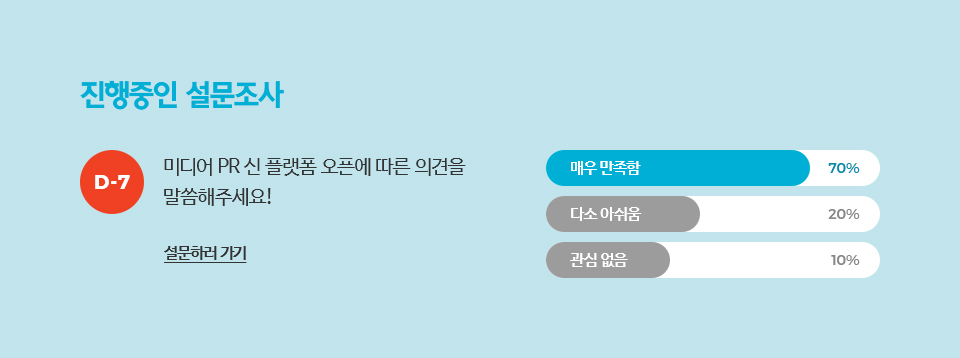 진행중인 설문조사
D-7
미디어 PR 신 플랫폼 오픈에 따른 의견을
말씀해주세요!
설문하러 가기
매우 만족함 70%
다소 아쉬움 20%
관심 없음 10%